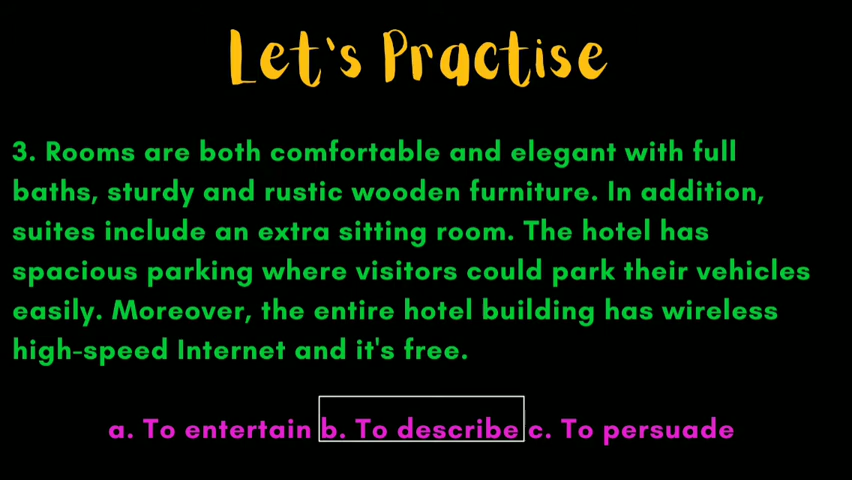 Let's Practise
3. Rooms are both comfortable and elegant with full
baths, sturdy and rustic wooden furniture. In addition,
suites include an extra sitting room. The hotel has
spacious parking where visitors could park their vehicles
easily. Moreover, the entire hotel building has wireless
high-speed Internet and it's free.
a. To entertain b. To describe c. To persuade